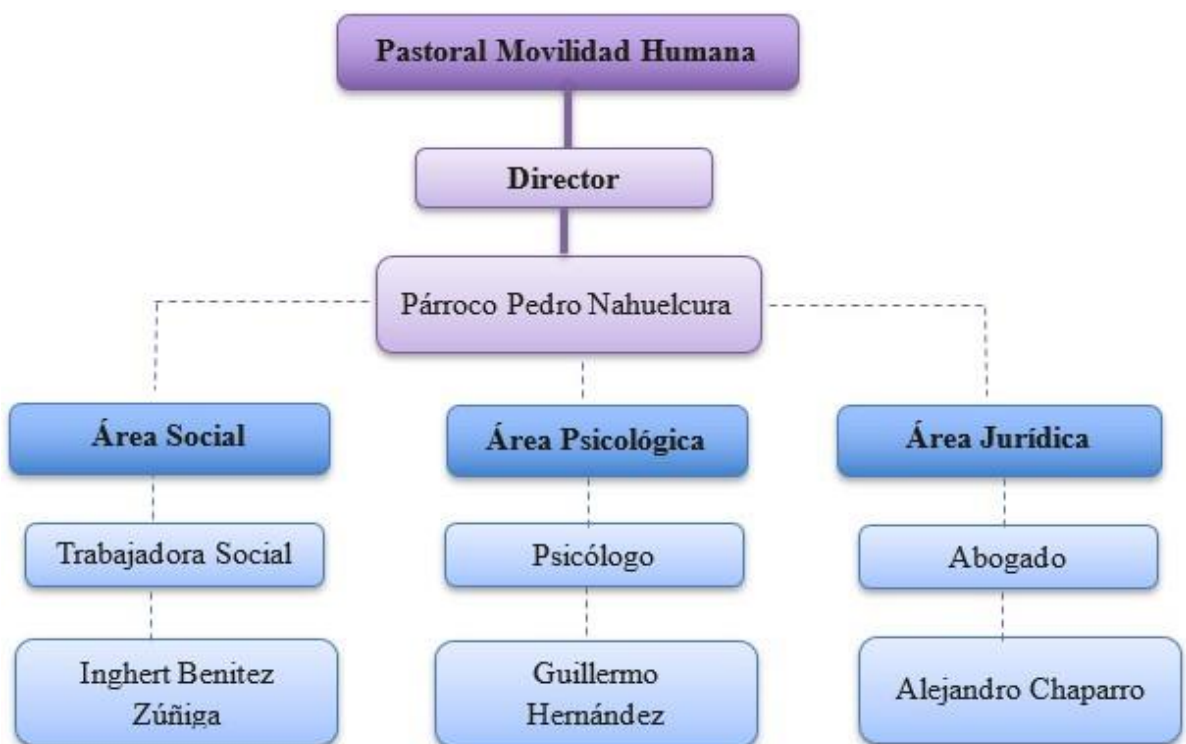 Pastoral Movilidad Humana
Director
Párroco Pedro Nahuelcura
Área Social
Área Psicológica
Área Jurídica
Trabajadora Social
Psicólogo
Abogado
Inghert Benitez
Zúñiga
Guillermo
Hernández
Alejandro Chaparro